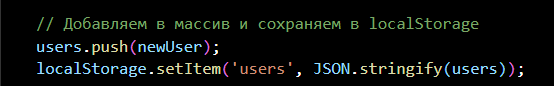 // Добавляем в массив и сохраняем в localStorage
users.push(newUser);
localStorage.setItem('users', JSON.stringify(users));